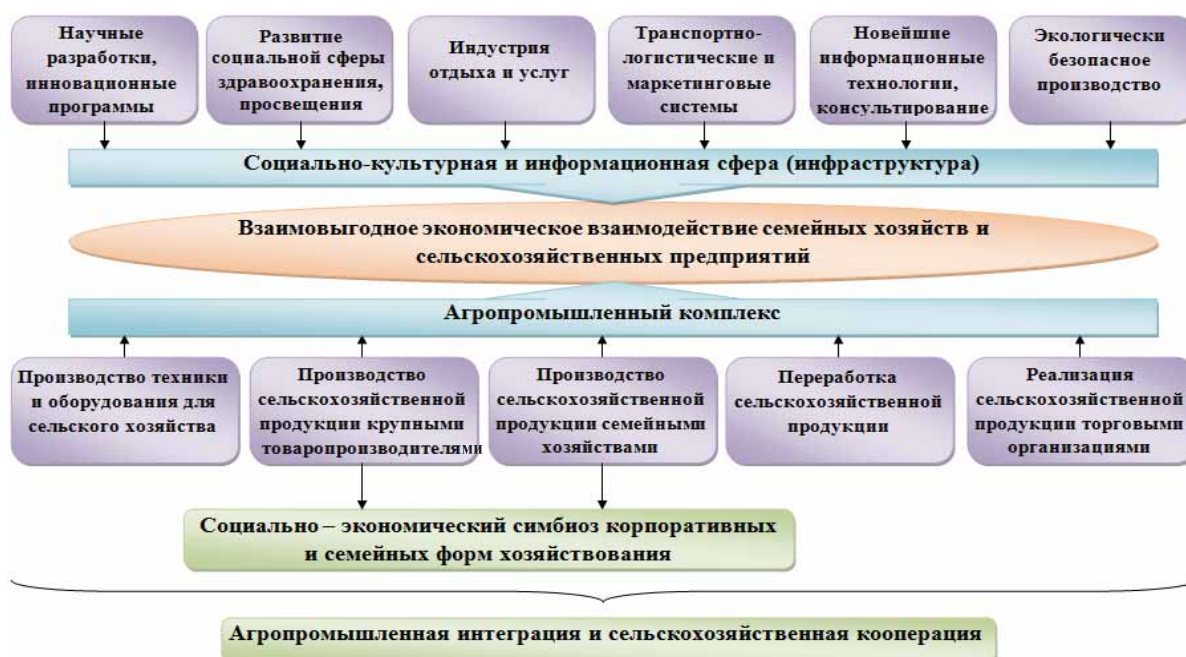 Научные
разработки,
инновационные
программы
Развитие
социальной сферы
здравоохранения,
просвещения
Индустрия
отдыха и услуг
Транспортно-
логистические и
маркетинговые
системы
Новейшие
информационные
технологии,
консультирование
Экологически
безопасное
производство
Социально-культурная и информационная сфера (инфраструктура)
Взаимовыгодное экономическое взаимодействие семейных хозяйств и
сельскохозяйственных предприятий
Агропромышленный комплекс
Производство техники
и оборудования для
сельского хозяйства
Производство
сельскохозяйственной
продукции крупными
товаропроизводителями
Производство
сельскохозяйственной
продукции семейными
хозяйствами
Переработка
сельскохозяйственной
продукции
Реализация
сельскохозяйственной
продукции торговыми
организациями
Социально – экономический симбиоз корпоративных
и семейных форм хозяйствования
Агропромышленная интеграция и сельскохозяйственная кооперация